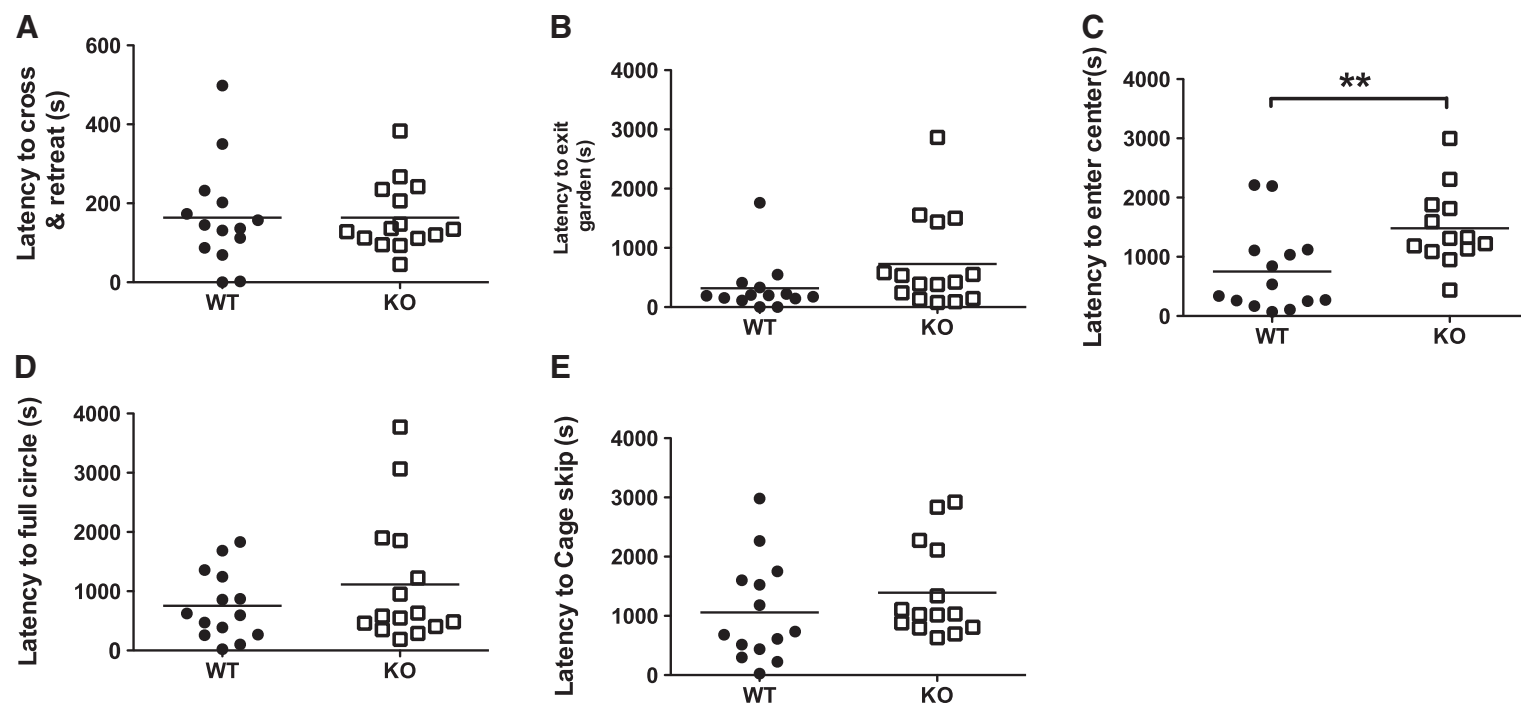 A
Latency to cross
& retreat (s)
600
400
200
0
WT
KO
B
Latency to exit
garden (s)
4000
3000
2000
1000
0
WT
KO
C
Latency to enter center(s)
4000
3000
2000
1000
0
**
WT
KO
D
Latency to full circle (s)
4000
3000
2000
1000
0
WT
KO
E
Latency to Cage skip (s)
4000
3000
2000
1000
0
WT
KO